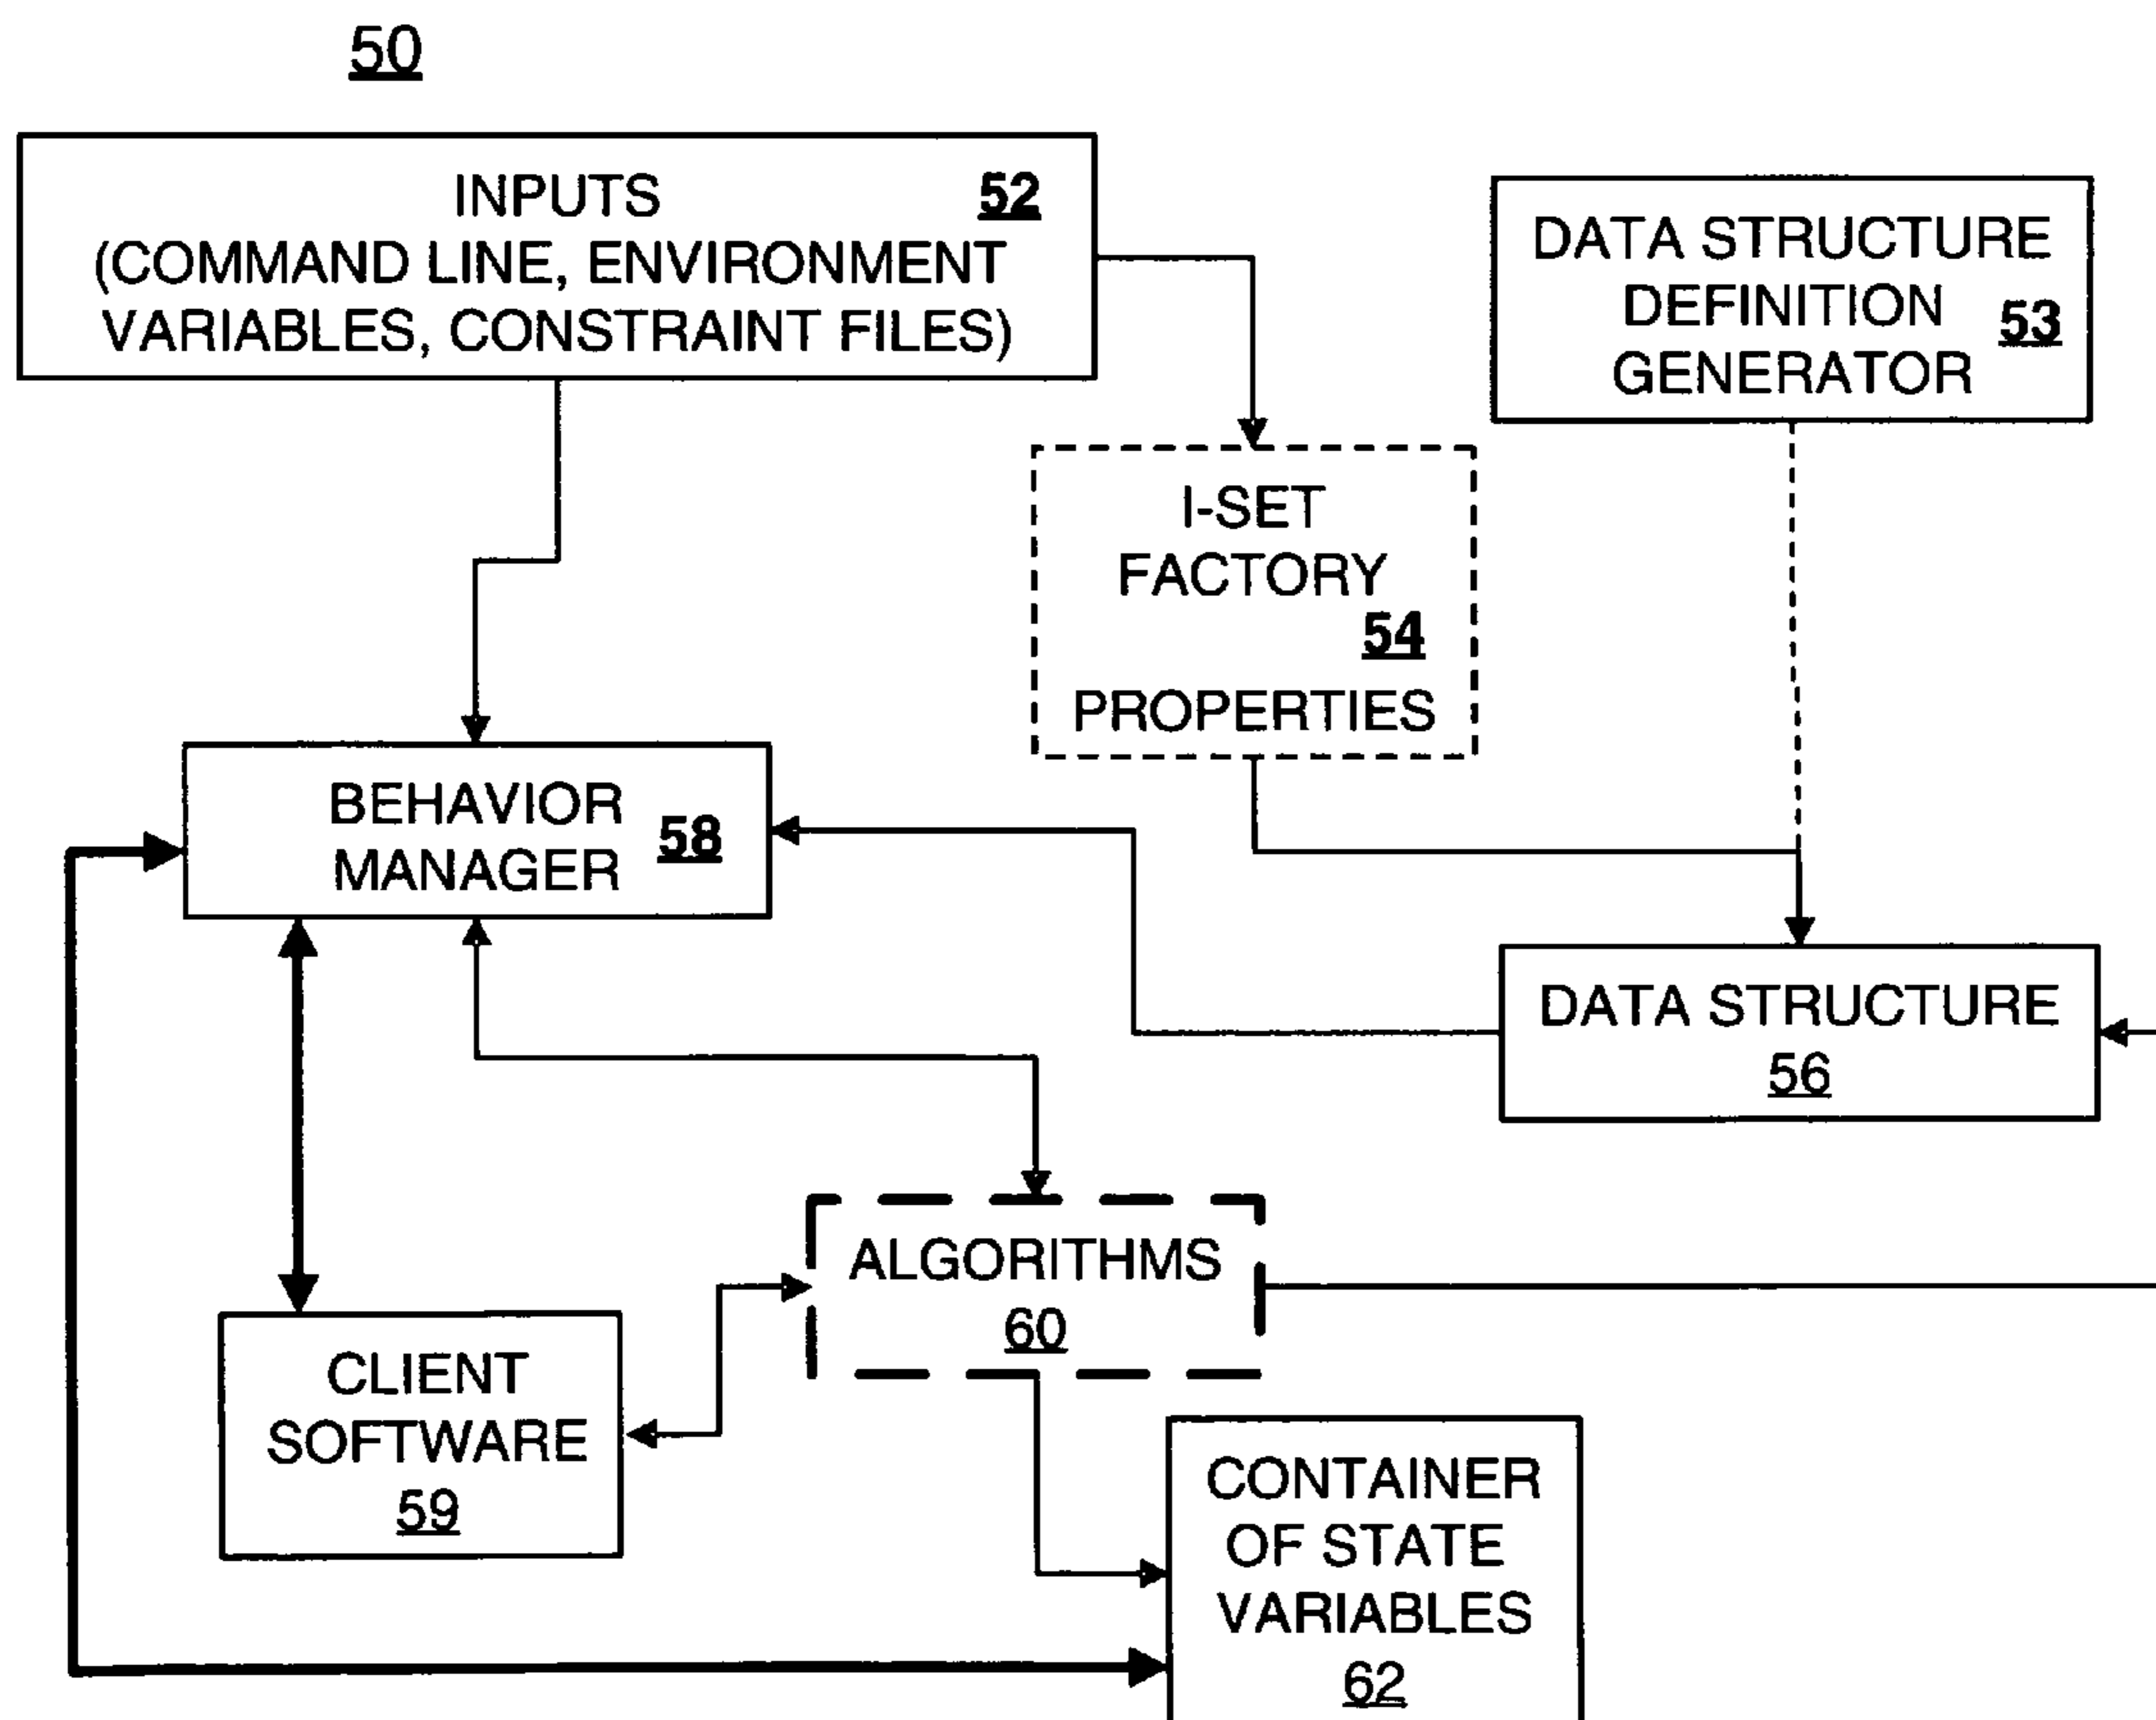 50
INPUTS 52
(COMMAND LINE, ENVIRONMENT
VARIABLES, CONSTRAINT FILES)
DATA STRUCTURE
DEFINITION
53
GENERATOR
I-SET
FACTORY
54
PROPERTIES
BEHAVIOR
58
MANAGER
DATA STRUCTURE
56
ALGORITHMS
60
CLIENT
SOFTWARE
59
CONTAINER
OF STATE
VARIABLES
62